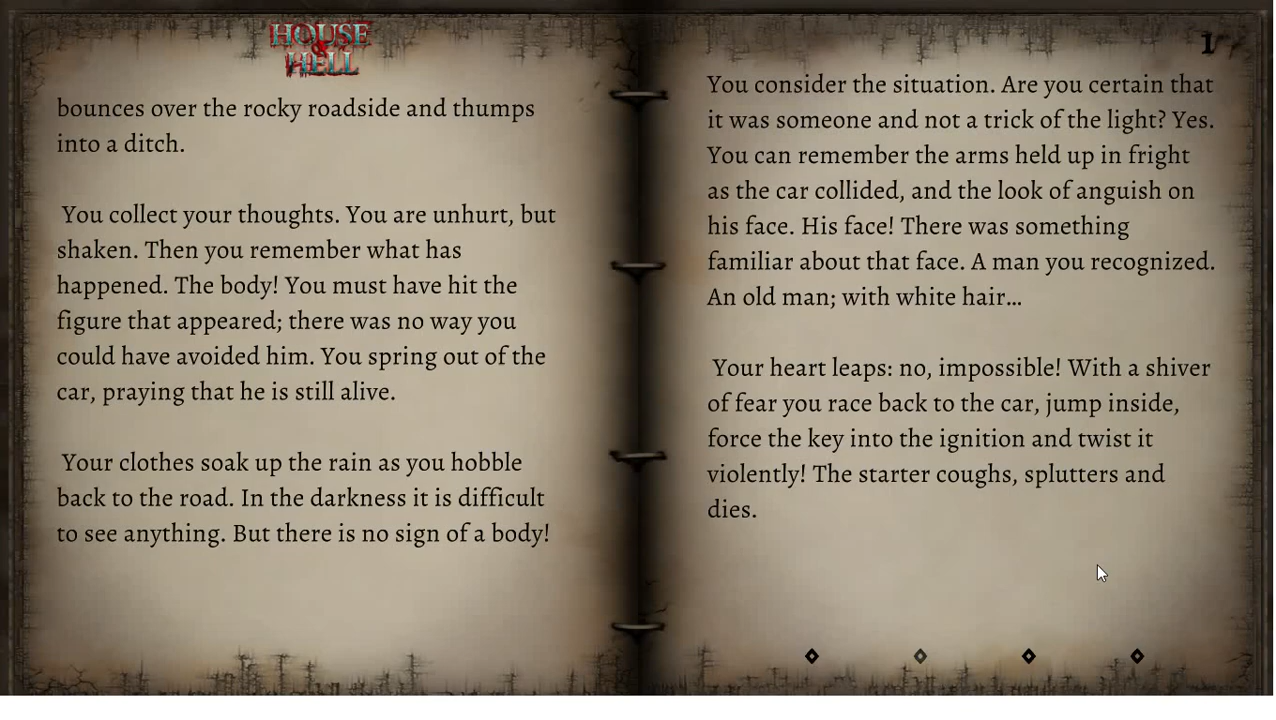 HOUSE
&
HELL
bounces over the rocky roadside and thumps
into a ditch.
You collect your thoughts. You are unhurt, but
shaken. Then you remember what has
happened. The body! You must have hit the
figure that appeared; there was no way you
could have avoided him. You spring out of the
car, praying that he is still alive.
Your clothes soak up the rain as you hobble
back to the road. In the darkness it is difficult
to see anything. But there is no sign of a body!
1
You consider the situation. Are you certain that
it was someone and not a trick of the light? Yes.
You can remember the arms held up in fright
as the car collided, and the look of anguish on
his face. His face! There was something
familiar about that face. A man you recognized.
An old man; with white hair...
Your heart leaps: no, impossible! With a shiver
of fear you race back to the car, jump inside,
force the key into the ignition and twist it
violently! The starter coughs, splutters and
dies.